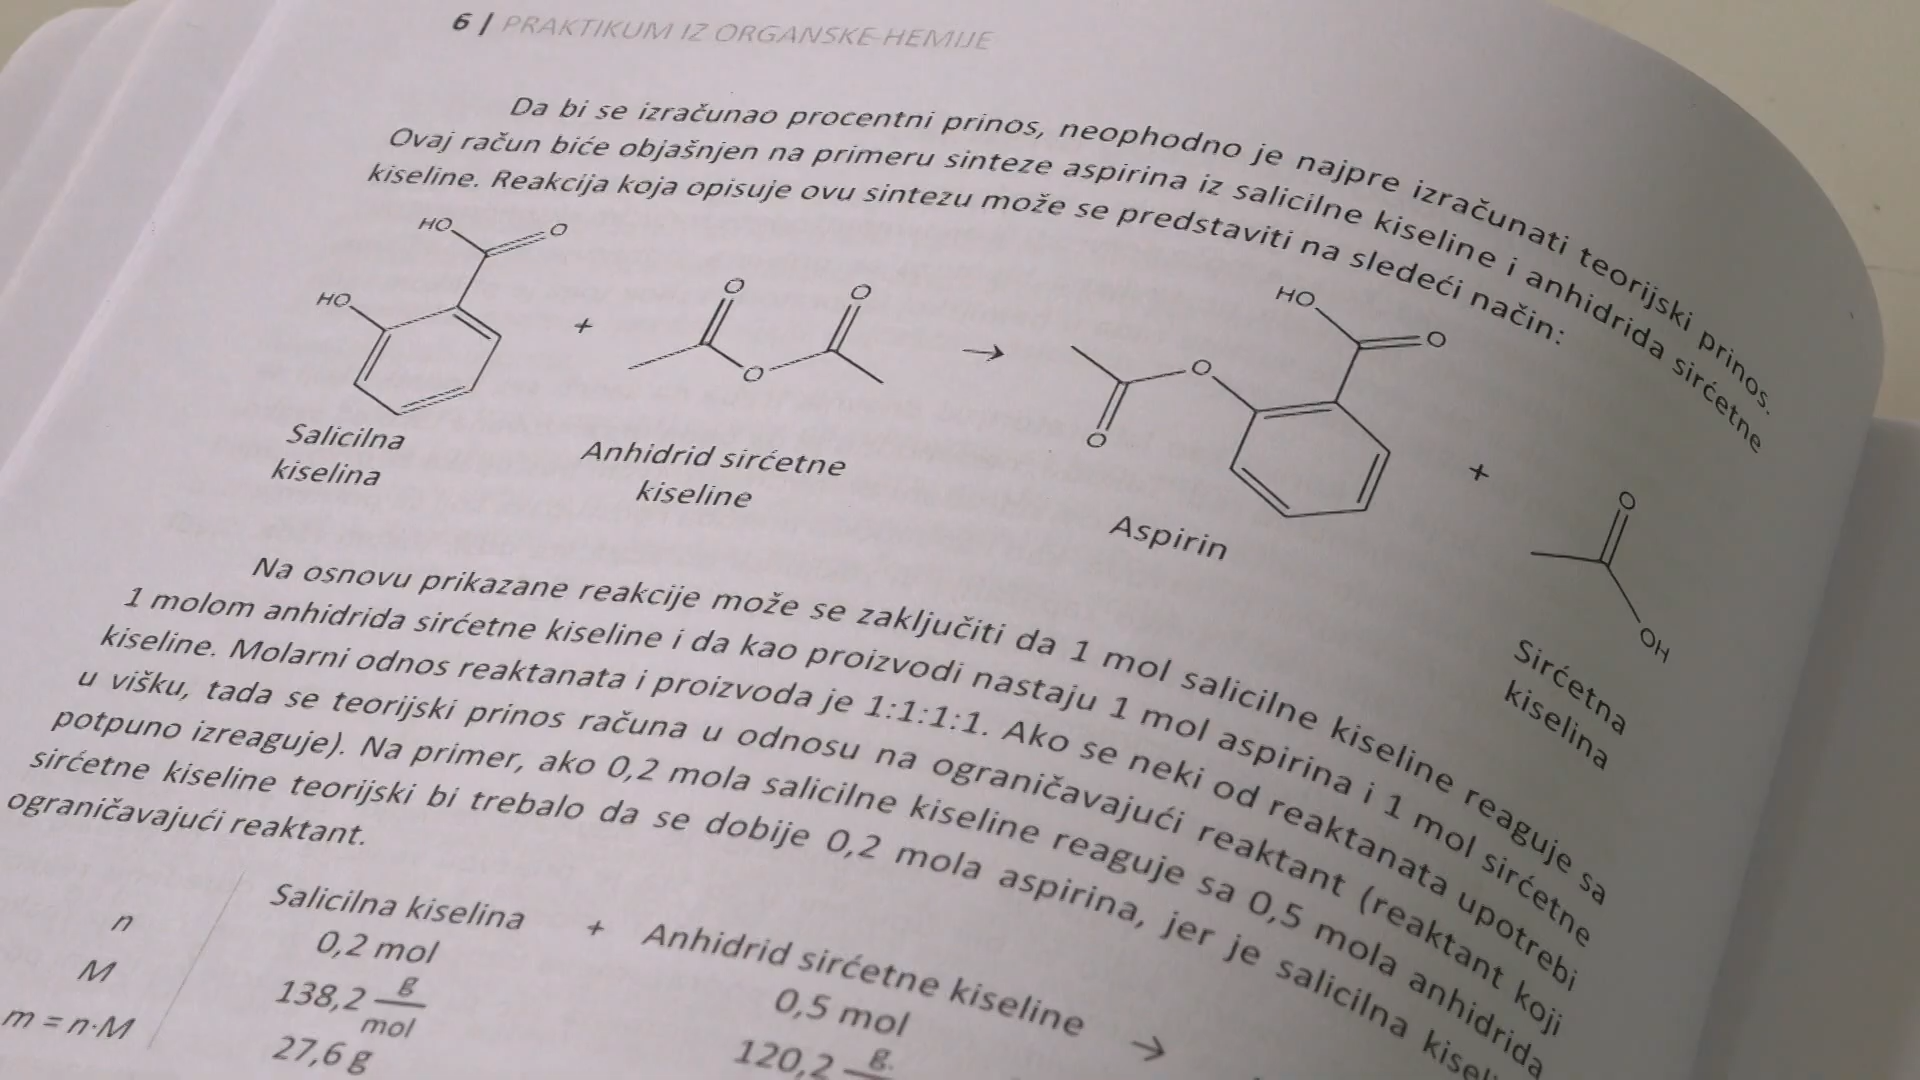 6 | PRAKTIKUM IZ ORGANSKE HEMIJE
Da bi se izračunao procentni prinos, neophodno je najpre izračunati teorijski prinos.
Ovaj račun biće objašnjen na primeru sinteze aspirina iz salicilne kiseline i anhidrida sirćetne
kiseline. Reakcija koja opisuje ovu sintezu može se predstaviti na sledeći način:
HO
O
HO
+
O
O
O
→
HO
O
O
O
+
O
OH
Salicilna
kiselina
Anhidrid sirćetne
kiseline
Aspirin
Sirćetna
kiselina
Na osnovu prikazane reakcije može se zaključiti da 1 mol salicilne kiseline reaguje sa
1 molom anhidrida sirćetne kiseline i da kao proizvodi nastaju 1 mol aspirina i 1 mol sirćetne
kiseline. Molarni odnos reaktanata i proizvoda je 1:1:1:1. Ako se neki od reaktanata upotrebi
u višku, tada se teorijski prinos računa u odnosu na ograničavajući reaktant (reaktant koji
potpuno izreaguje). Na primer, ako 0,2 mola salicilne kiseline reaguje sa 0,5 mola anhidrida
sirćetne kiseline teorijski bi trebalo da se dobije 0,2 mola aspirina, jer je salicilna
ograničavajući reaktant.
Salicilna kiselina + Anhidrid sirćetne kiseline →
n 0,2 mol 0,5 mol
M 138,2 g/mol 120,2 g
m = n·M 27,6 g